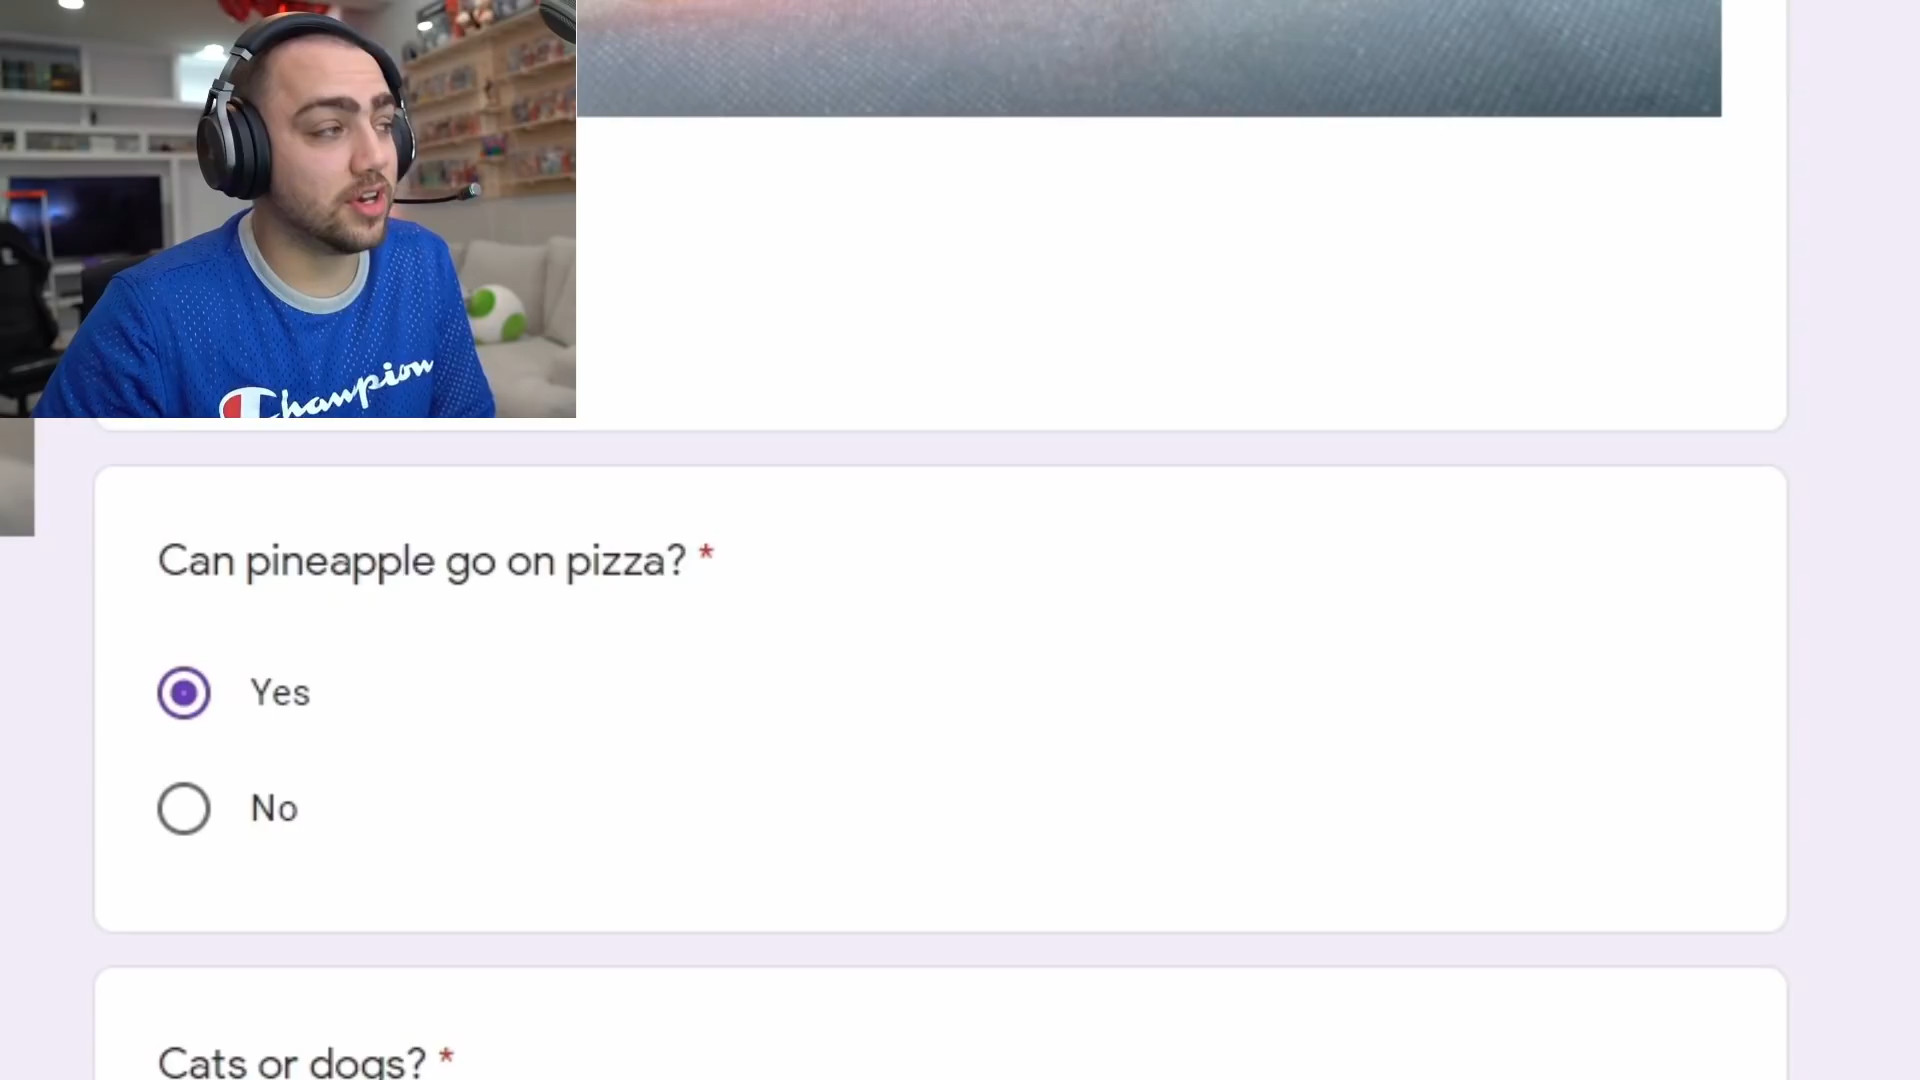 Champion
Can pineapple go on pizza? *
Yes
No
Cats or dogs? *